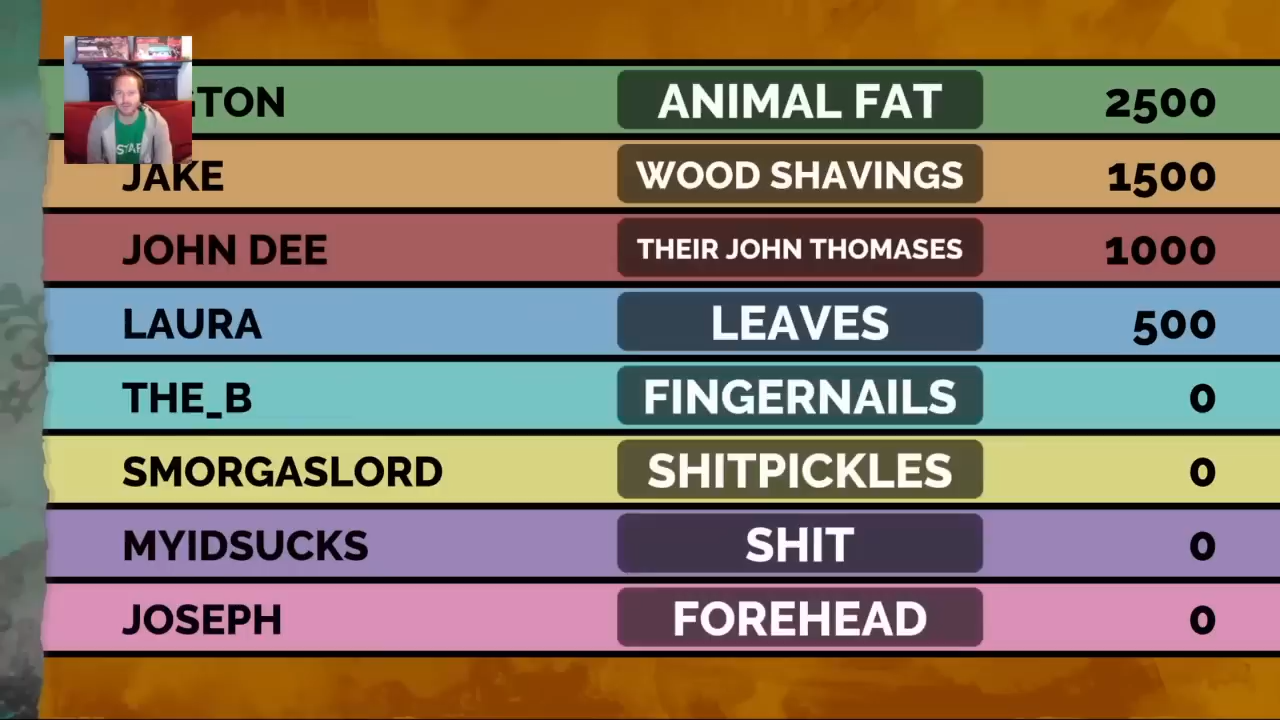 TON ANIMAL FAT 2500
JAKE WOOD SHAVINGS 1500
JOHN DEE THEIR JOHN THOMASES 1000
LAURA LEAVES 500
THE_B FINGERNAILS 0
SMORGASLORD SHITPICKLES 0
MYIDSUCKS SHIT 0
JOSEPH FOREHEAD 0